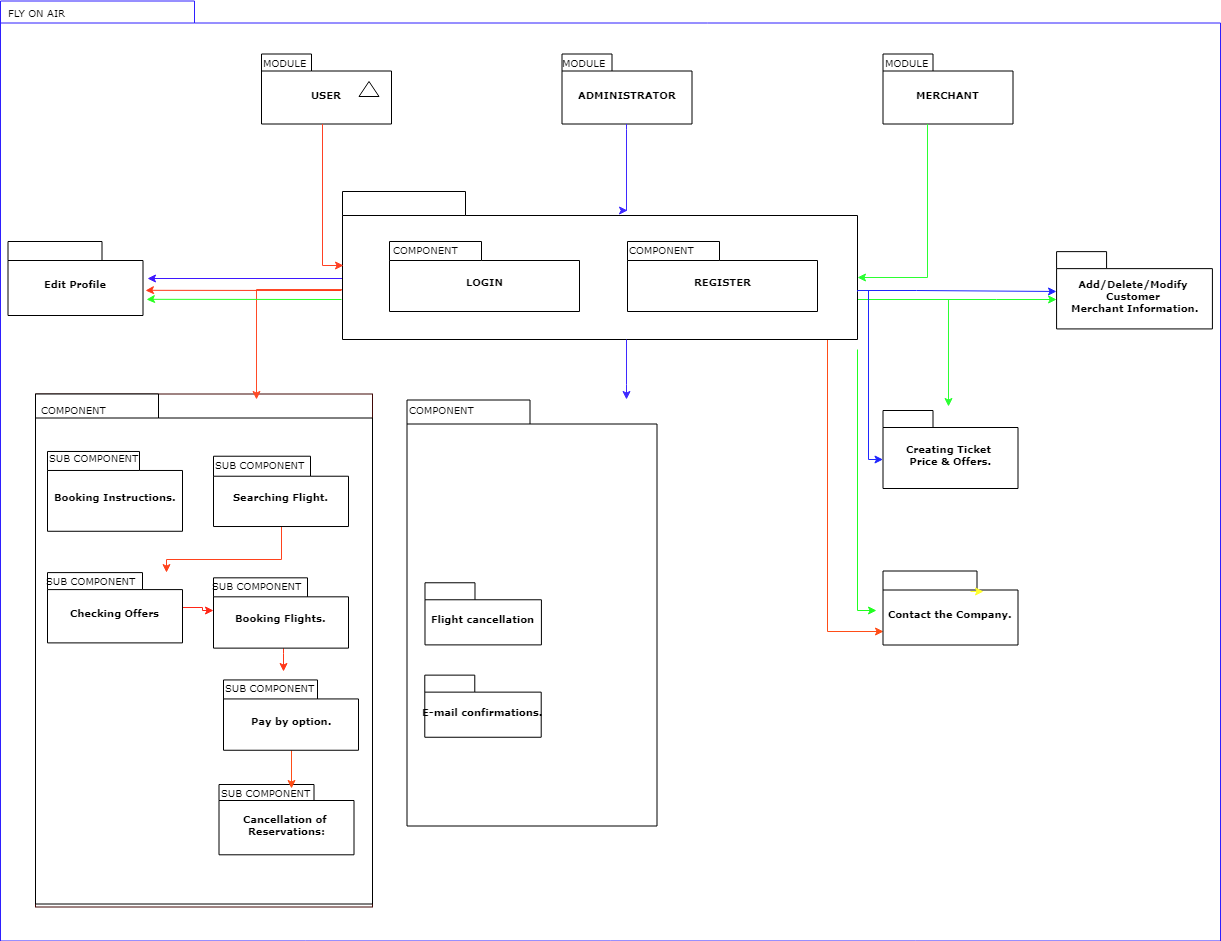 FLY ON AIR
MODULE
USER
MODULE
ADMINISTRATOR
MODULE
MERCHANT
COMPONENT
LOGIN
COMPONENT
REGISTER
Edit Profile
Add/Delete/Modify
Customer
Merchant Information.
COMPONENT
SUB COMPONENT
Booking Instructions.
SUB COMPONENT
Searching Flight.
SUB COMPONENT
Checking Offers
SUB COMPONENT
Booking Flights.
SUB COMPONENT
Pay by option.
SUB COMPONENT
Cancellation of
Reservations:
COMPONENT
Flight cancellation
E-mail confirmations.
Creating Ticket
Price & Offers.
Contact the Company.